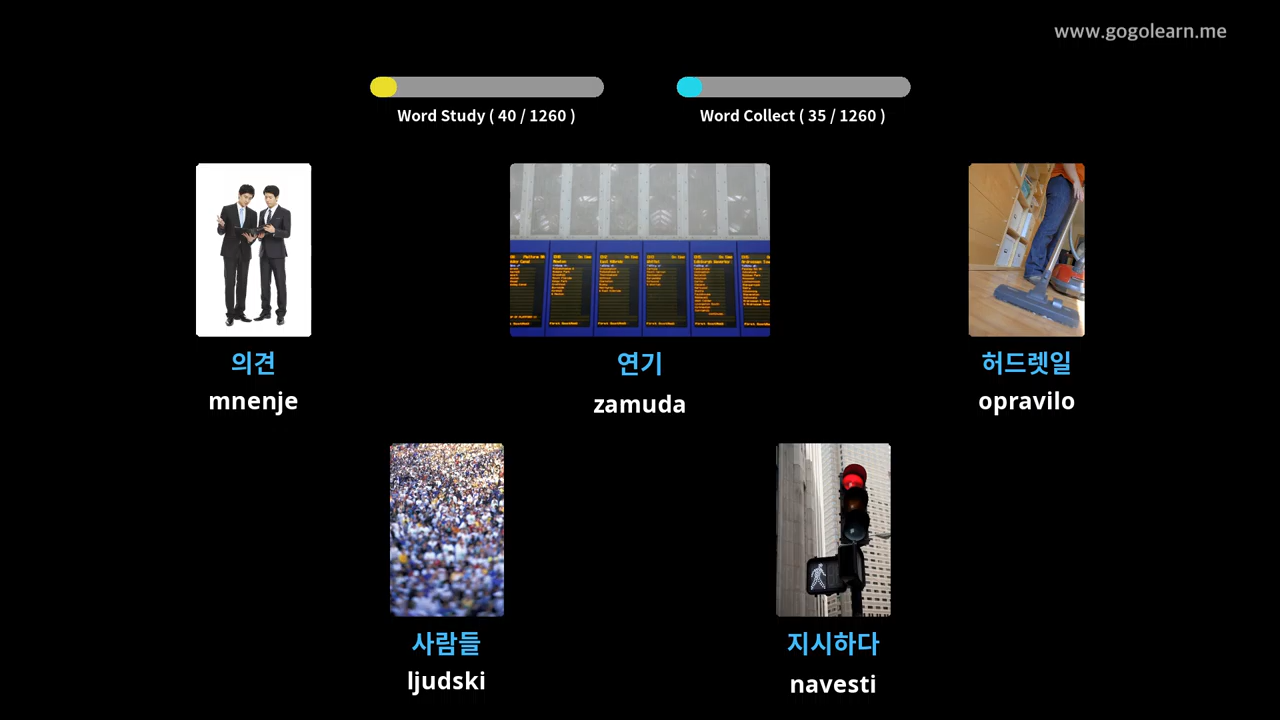 www.gogolearn.me
Word Study ( 40 / 1260 )
Word Collect ( 35 / 1260 )
의견
mnenje
연기
zamuda
허드렛일
opravilo
사람들
ljudski
지시하다
navesti